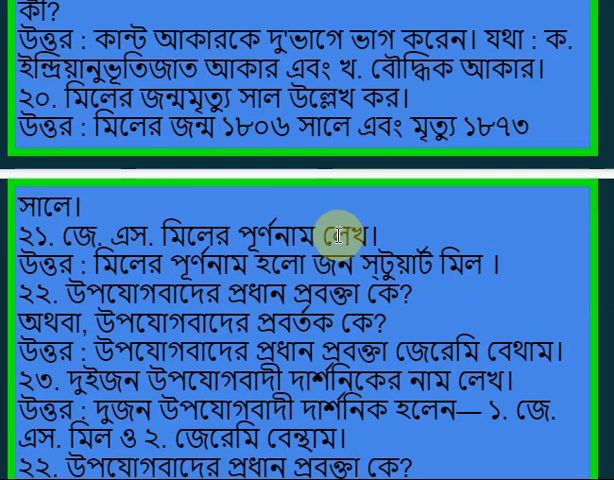 কী?
উত্তর : কান্ট আকারকে দু'ভাগে ভাগ করেন। যথা : ক.
ইন্দ্রিয়ানুভূতিজাত আকার এবং খ. বৌদ্ধিক আকার।
২০. মিলের জন্মমৃত্যু সাল উল্লেখ কর।
উত্তর : মিলের জন্ম ১৮০৬ সালে এবং মৃত্যু ১৮৭৩
সালে।
২১. জে. এস. মিলের পূর্ণনাম লেখ।
উত্তর : মিলের পূর্ণনাম হলো জন স্টুয়ার্ট মিল ।
২২. উপযোগবাদের প্রধান প্রবক্তা কে?
অথবা, উপযোগবাদের প্রবর্তক কে?
উত্তর : উপযোগবাদের প্রধান প্রবক্তা জেরেমি বেথাম।
২৩. দুইজন উপযোগবাদী দার্শনিকের নাম লেখ।
উত্তর : দুজন উপযোগবাদী দার্শনিক হলেন— ১. জে.
এস. মিল ও ২. জেরেমি বেন্থাম।
২২. উপযোগবাদের প্রধান প্রবক্তা কে?